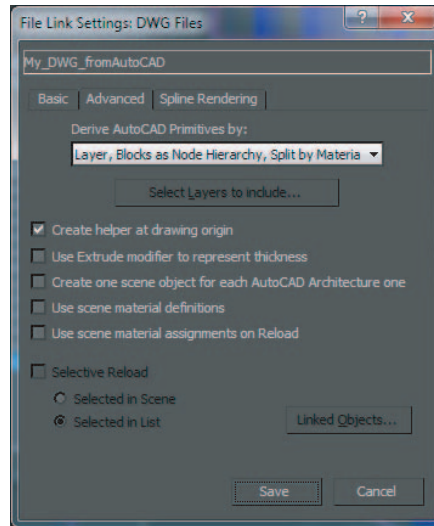 File Link Settings: DWG Files
My_DWG_fromAutoCAD
Basic Advanced Spline Rendering
Derive AutoCAD Primitives by:
Layer, Blocks as Node Hierarchy, Split by Materia
Select Layers to include...
Create helper at drawing origin
Use Extrude modifier to represent thickness
Create one scene object for each AutoCAD Architecture one
Use scene material definitions
Use scene material assignments on Reload
Selective Reload
Selected in Scene
Selected in List
Linked Objects...
Save Cancel